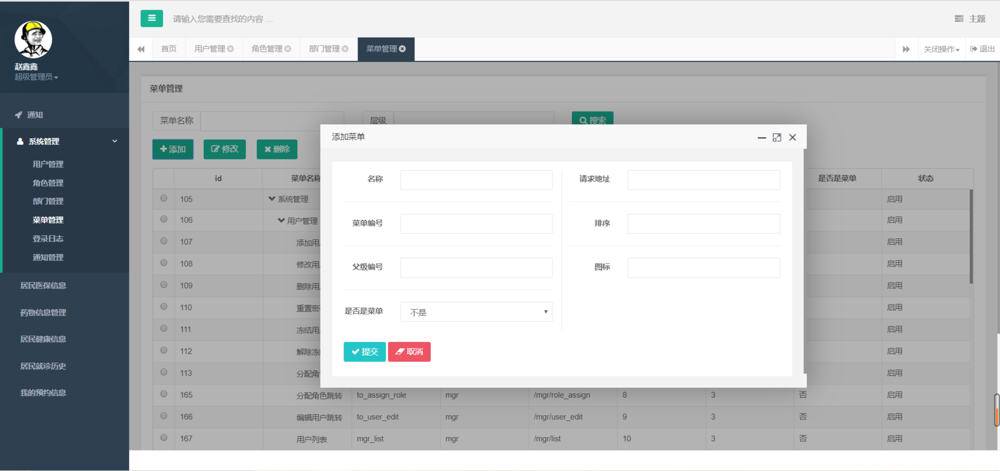 请输入您需要查找的内容 ...
主题
首页
用户管理
角色管理
部门管理
菜单管理
关闭操作
退出
赵鑫鑫
超级管理员
通知
系统管理
用户管理
角色管理
部门管理
菜单管理
登录日志
通知管理
居民医保信息
药物信息管理
居民健康信息
居民就诊历史
我的预约信息
菜单管理
菜单名称
层级
搜索
添加
修改
删除
添加菜单
名称
请求地址
菜单编号
排序
父级编号
图标
是否是菜单
不是
提交
取消
id 菜单名称 是否是菜单 状态
105 系统管理 启用
106 用户管理 启用
107 添加用 启用
108 修改用 启用
109 删除用 启用
110 重置密 启用
111 冻结用 启用
112 解除冻 启用
113 分配角 启用
165 分配角色跳转 to_assign_role mgr /mgr/role_assign 8 3 否 启用
166 编辑用户跳转 to_user_edit mgr /mgr/user_edit 9 3 否 启用
167 用户列表 mgr_list mgr /mgr/list 10 3 否 启用